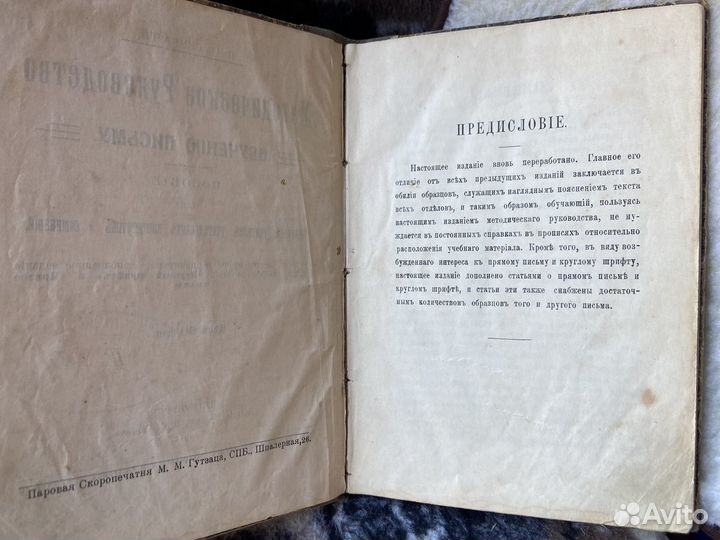 Паровая Скоропечатня М. М. Гутзаца, СПБ., Шпалерная,26.
ПРЕДИСЛОВІЕ.
Настоящее изданіе вновь переработано. Главное его
отличіе отъ всѣхъ предыдущихъ изданій заключается въ
обиліи образцовъ, служащихъ нагляднымъ поясненіемъ текста
всѣхъ отдѣловъ, и такимъ образомъ обучающій, пользуясь
настоящимъ изданіемъ методическаго руководства, не ну-
ждается въ постоянныхъ справкахъ въ прописяхъ относительно
расположенія учебнаго матеріала. Кромѣ того, въ виду воз-
бужденнаго интереса къ прямому письму и круглому шрифту,
настоящее изданіе дополнено статьями о прямомъ письмѣ и
кругломъ шрифтѣ, и статьи эти также снабжены достаточ-
нымъ количествомъ образцовъ того и другого письма.
Avito